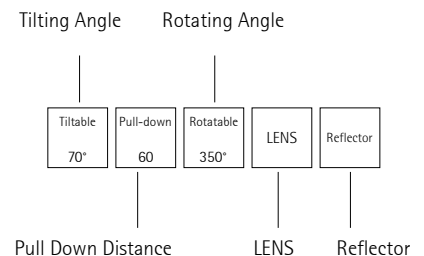 Tilting Angle Rotating Angle
Tiltable Pull-down Rotatable LENS Reflector
70° 60 350°
Pull Down Distance LENS Reflector